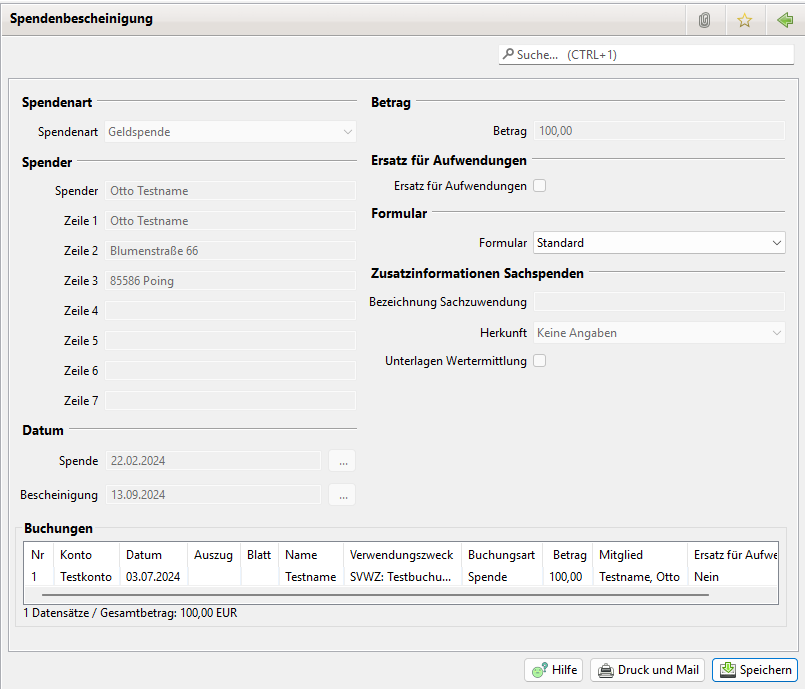 Spendenbescheinigung
Suche... (CTRL+1)
Spendenart
Spendenart Geldspende
Spender
Spender Otto Testname
Zeile 1 Otto Testname
Zeile 2 Blumenstraße 66
Zeile 3 85586 Poing
Zeile 4
Zeile 5
Zeile 6
Zeile 7
Datum
Spende 22.02.2024 ...
Bescheinigung 13.09.2024 ...
Betrag
Betrag 100,00
Ersatz für Aufwendungen
Ersatz für Aufwendungen
Formular
Formular Standard
Zusatzinformationen Sachspenden
Bezeichnung Sachzuwendung
Herkunft Keine Angaben
Unterlagen Wertermittlung
Buchungen
Nr Konto Datum Auszug Blatt Name Verwendungszweck Buchungsart Betrag Mitglied Ersatz für Aufwe
1 Testkonto 03.07.2024 Testname SVWZ: Testbuchu... Spende 100,00 Testname, Otto Nein
1 Datensätze / Gesamtbetrag: 100,00 EUR
Hilfe Druck und Mail Speichern